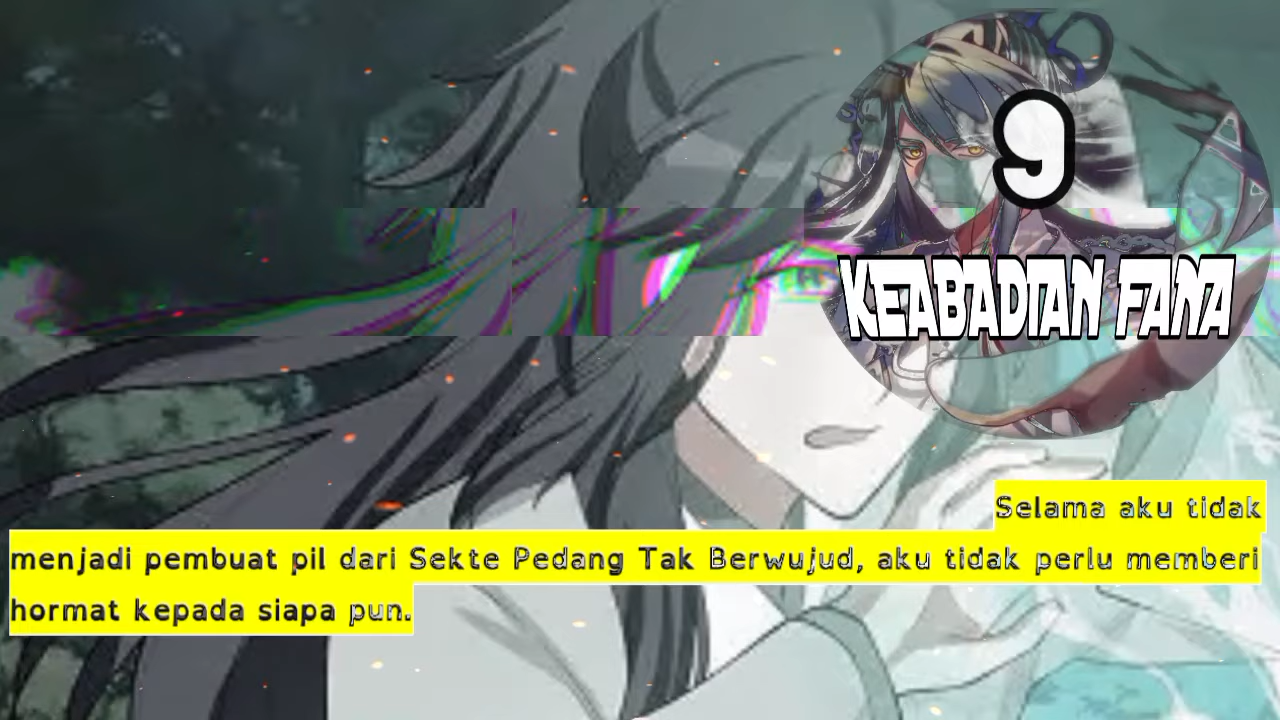 9
KEABADIAN FANA
Selama aku tidak
menjadi pembuat pil dari Sekte Pedang Tak Berwujud, aku tidak perlu memberi
hormat kepada siapa pun.